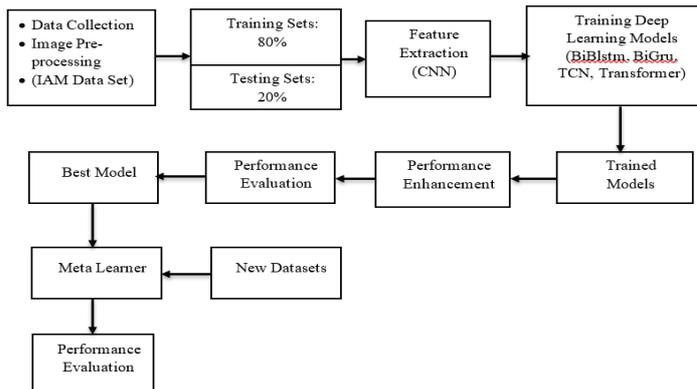 • Data Collection
• Image Pre-
processing
• (IAM Data Set)
Training Sets:
80%
Testing Sets:
20%
Feature
Extraction
(CNN)
Training Deep
Learning Models
(BiBlstm, BiGru,
TCN, Transformer)
Best Model
Performance
Evaluation
Performance
Enhancement
Trained
Models
Meta Learner
New Datasets
Performance
Evaluation